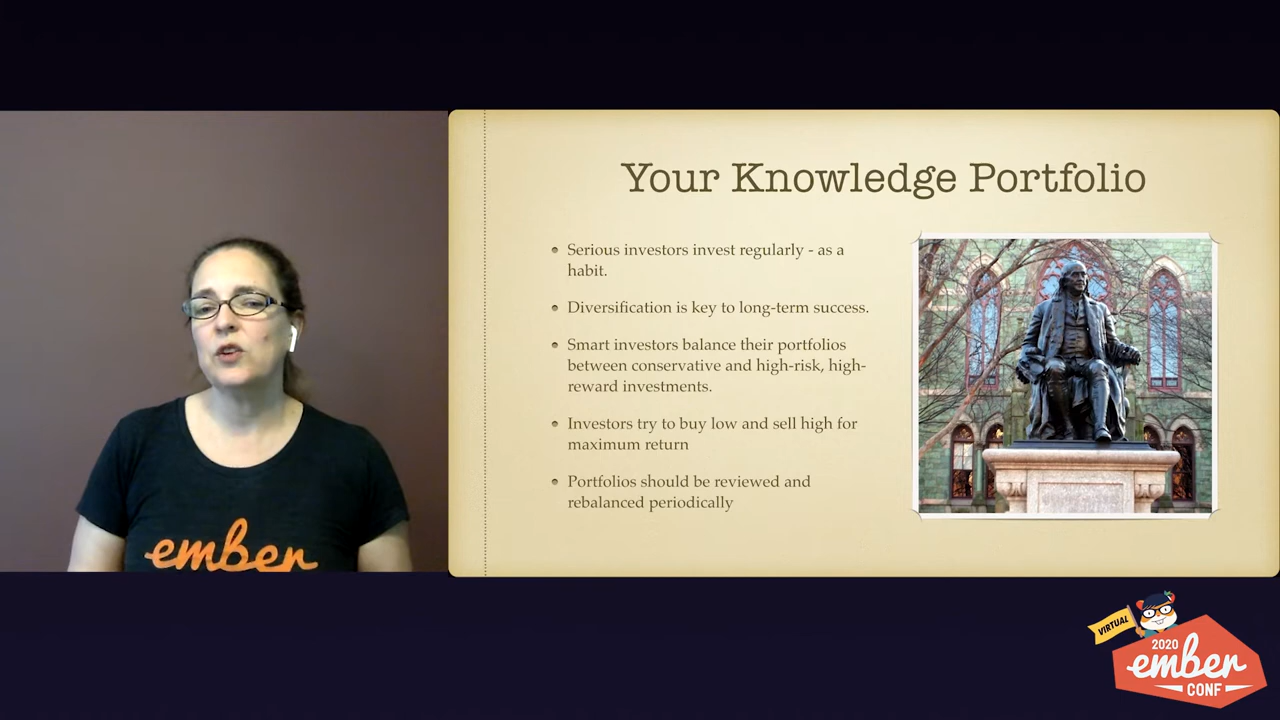 Your Knowledge Portfolio
Serious investors invest regularly - as a
habit.
Diversification is key to long-term success.
Smart investors balance their portfolios
between conservative and high-risk, high-
reward investments.
Investors try to buy low and sell high for
maximum return
Portfolios should be reviewed and
rebalanced periodically
ember
VIRTUAL
2020
ember
CONF